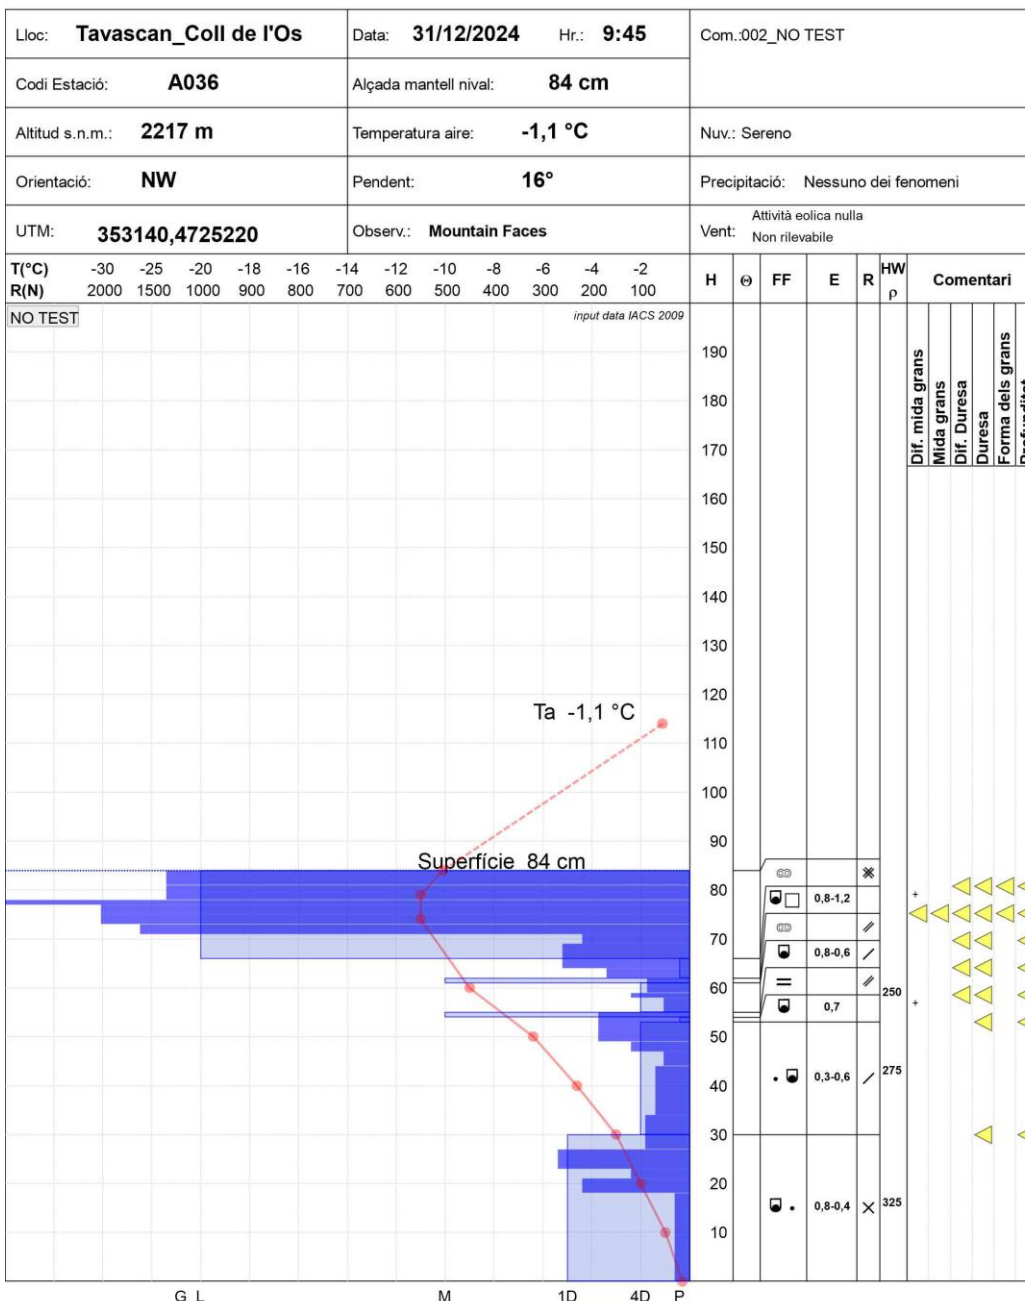 Lloc: Tavascan_Coll de l'Os Data: 31/12/2024 Hr.: 9:45 Com.:002_NO TEST
Codi Estació: A036 Alçada mantell nival: 84 cm
Altitud s.n.m.: 2217 m Temperatura aire: -1,1 °C Nuv.: Sereno
Orientació: NW Pendent: 16° Precipitació: Nessuno dei fenomeni
UTM: 353140,4725220 Observ.: Mountain Faces Vent: Attività eolica nulla
Non rilevabile
T(°C) -30 -25 -20 -18 -16 -14 -12 -10 -8 -6 -4 -2
R(N) 2000 1500 1000 900 800 700 600 500 400 300 200 100
H Θ FF E R HW ρ Comentari
NO TEST input data IACS 2009
Dif. mida grans
Mida grans
Dif. Duresa
Duresa
Forma dels grans
Profunditat
190
180
170
160
150
140
130
120
Ta -1,1 °C
110
100
90
Superfície 84 cm
80 0,8-1,2 +
70 0,8-0,6
60 0,7 250 +
50
40 0,3-0,6 275
30
20 0,8-0,4 325
10
G L M 1D 4D P